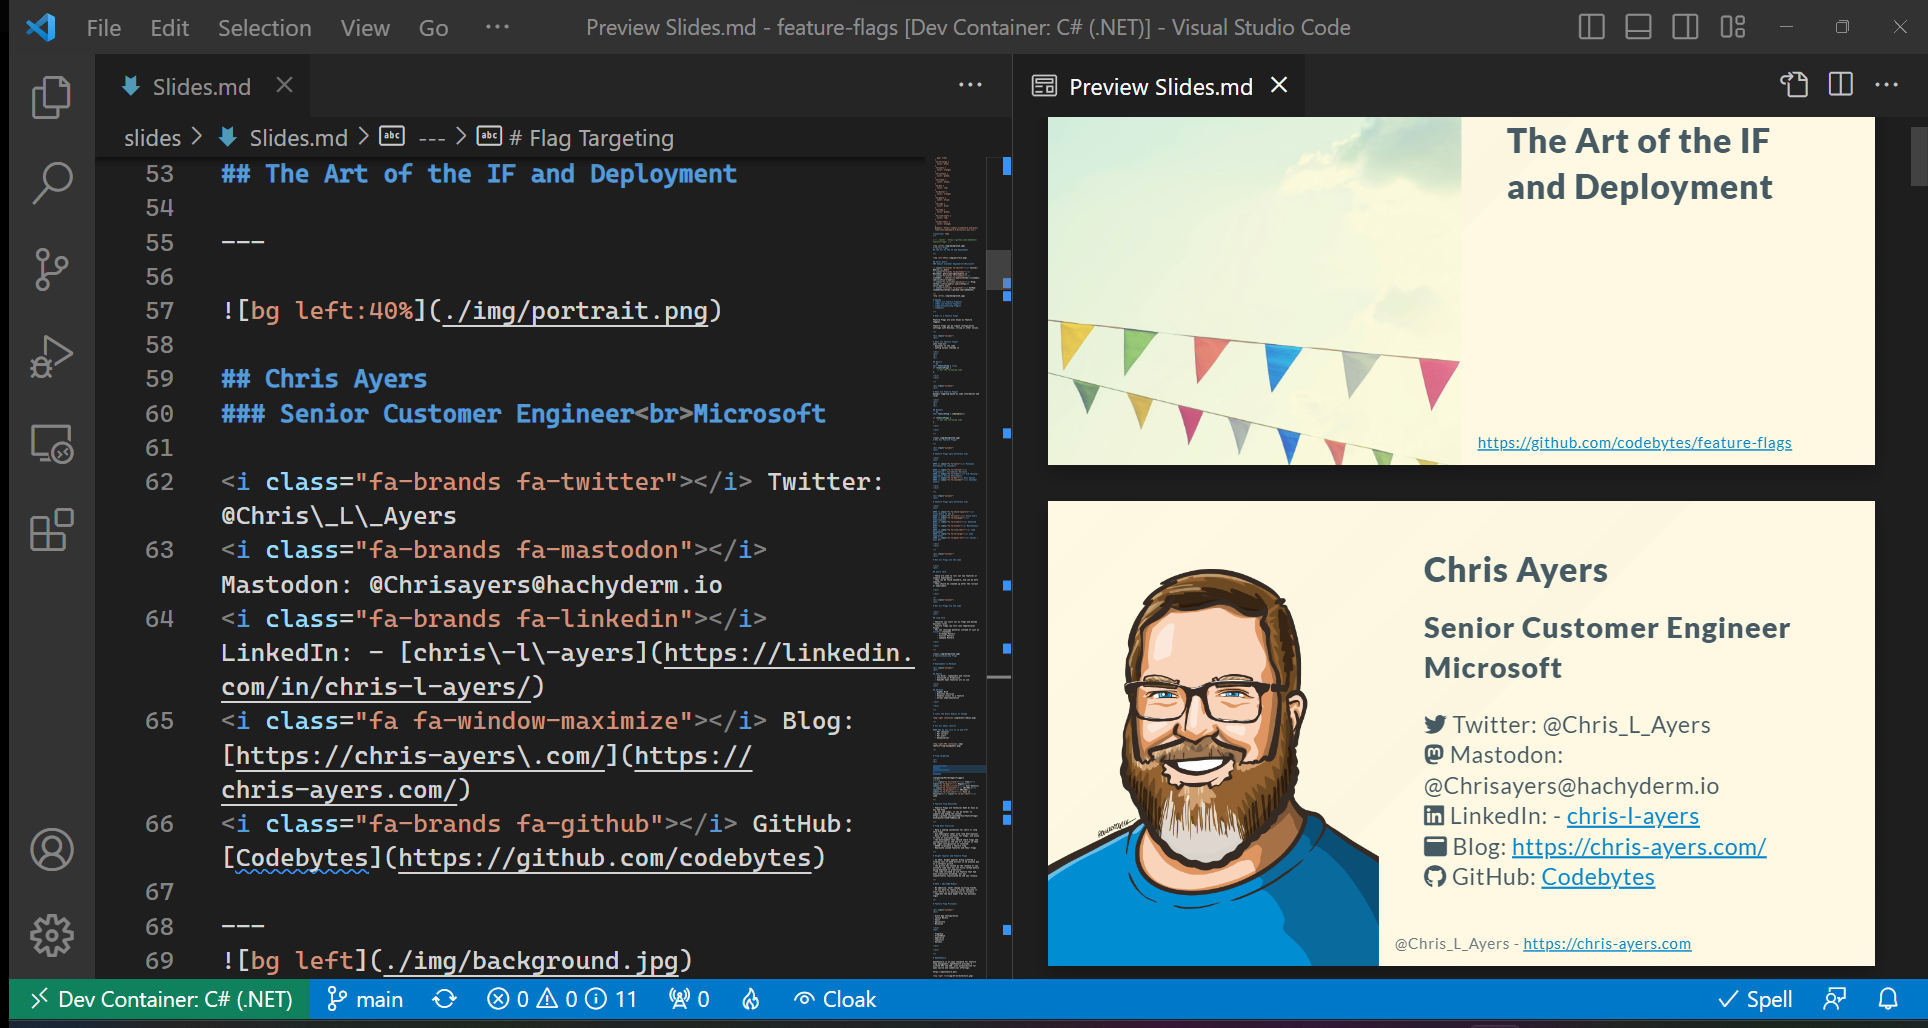 File Edit Selection View Go ··· Preview Slides.md - feature-flags [Dev Container: C# (.NET)] - Visual Studio Code
Slides.md
slides > Slides.md > --- > # Flag Targeting
53 ## The Art of the IF and Deployment
54
55 ---
56
57 ![bg left:40%](./img/portrait.png)
58
59 ## Chris Ayers
60 ### Senior Customer Engineer<br>Microsoft
61
62 <i class="fa-brands fa-twitter"></i> Twitter:
@Chris\_L\_Ayers
63 <i class="fa-brands fa-mastodon"></i>
Mastodon: @Chrisayers@hachyderm.io
64 <i class="fa-brands fa-linkedin"></i>
LinkedIn: - [chris\-l\-ayers](https://linkedin.
com/in/chris-l-ayers/)
65 <i class="fa fa-window-maximize"></i> Blog:
[https://chris-ayers\.com/](https://
chris-ayers.com/)
66 <i class="fa-brands fa-github"></i> GitHub:
[Codebytes](https://github.com/codebytes)
67
68 ---
69 ![bg left](./img/background.jpg)
Preview Slides.md
The Art of the IF
and Deployment
https://github.com/codebytes/feature-flags
Chris Ayers
Senior Customer Engineer
Microsoft
Twitter: @Chris_L_Ayers
Mastodon:
@Chrisayers@hachyderm.io
LinkedIn: - chris-l-ayers
Blog: https://chris-ayers.com/
GitHub: Codebytes
@Chris_L_Ayers - https://chris-ayers.com
Dev Container: C# (.NET) main 0 0 11 0 Cloak Spell